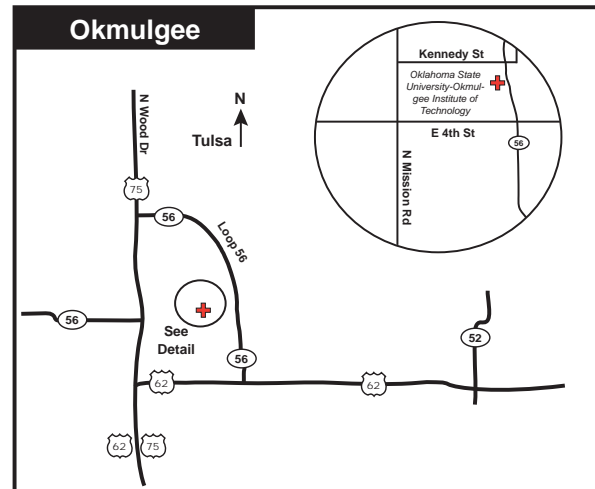 Okmulgee
N
Tulsa
N Wood Dr
75
56
Loop 56
56
See
Detail
56
62
62
52
62
75
Kennedy St
Oklahoma State
University-Okmul-
gee Institute of
Technology
E 4th St
56
N Mission Rd